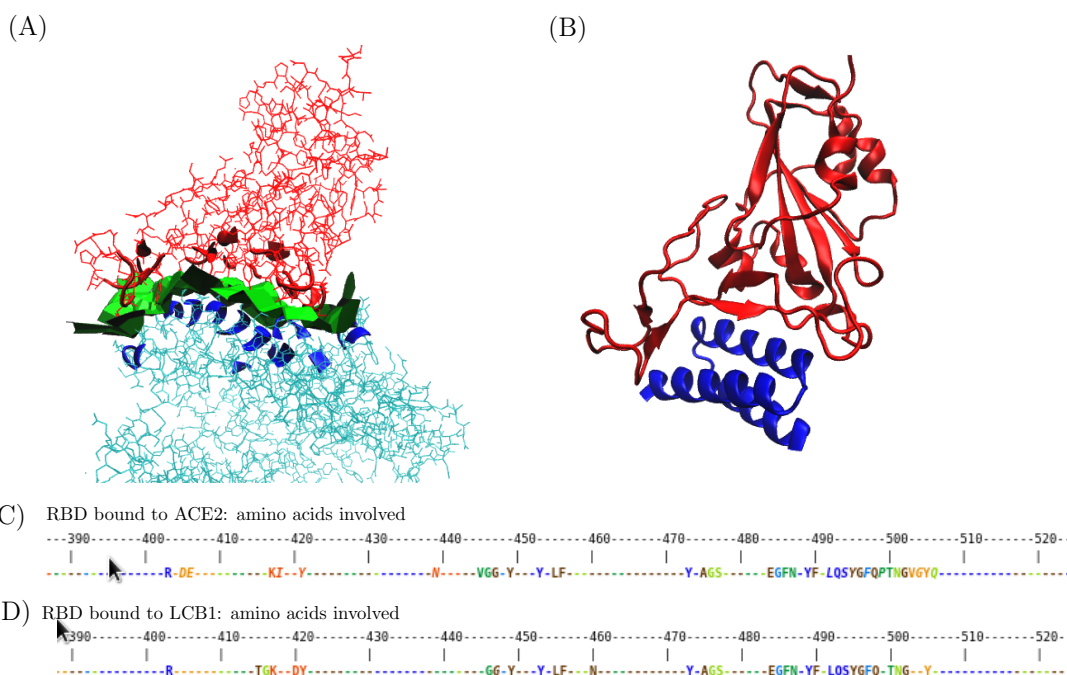 (A)
(B)
C) RBD bound to ACE2: amino acids involved
---390-------400-------410-------420-------430-------440-------450-------460-------470-------480-------490-------500-------510-------520--
----------------R-DE----------KI--Y-----------------N-----VGG-Y---Y-LF----------------Y-AGS------EGFN-YF-LQSYGFQPTNGVGYQ-----------------
D) RBD bound to LCB1: amino acids involved
-390-------400-------410-------420-------430-------440-------450-------460-------470-------480-------490-------500-------510-------520-
---------------R-----------TGK--DY------------------------GG-Y---Y-LF---N------------Y-AGS------EGFN-YF-LQSYGFQ-TNG--Y------------------